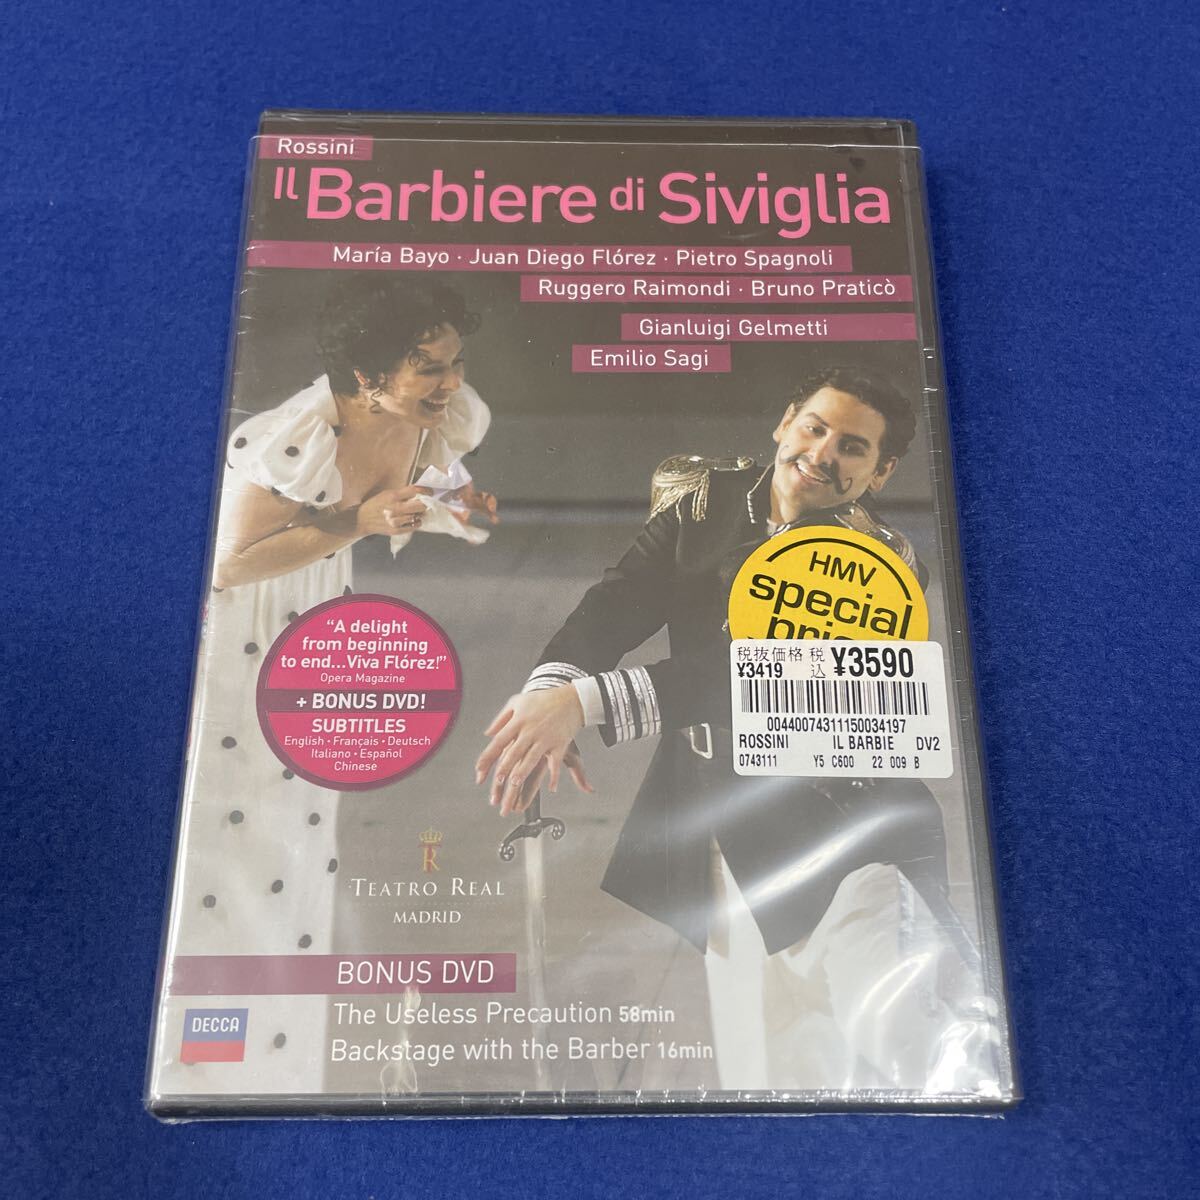 Rossini
Il Barbiere di Siviglia
María Bayo · Juan Diego Flórez · Pietro Spagnoli
Ruggero Raimondi · Bruno Praticò
Gianluigi Gelmetti
Emilio Sagi
HMV
special
"A delight
from beginning
to end...Viva Flórez!"
Opera Magazine
+ BONUS DVD!
SUBTITLES
English · Français · Deutsch
Italiano · Español
Chinese
税抜価格 税込 ¥3590
¥3419
00440074311150034197
ROSSINI IL BARBIE DV2
0743111 Y5 C600 22 009 B
R
TEATRO REAL
MADRID
BONUS DVD
The Useless Precaution 58min
Backstage with the Barber 16min
DECCA